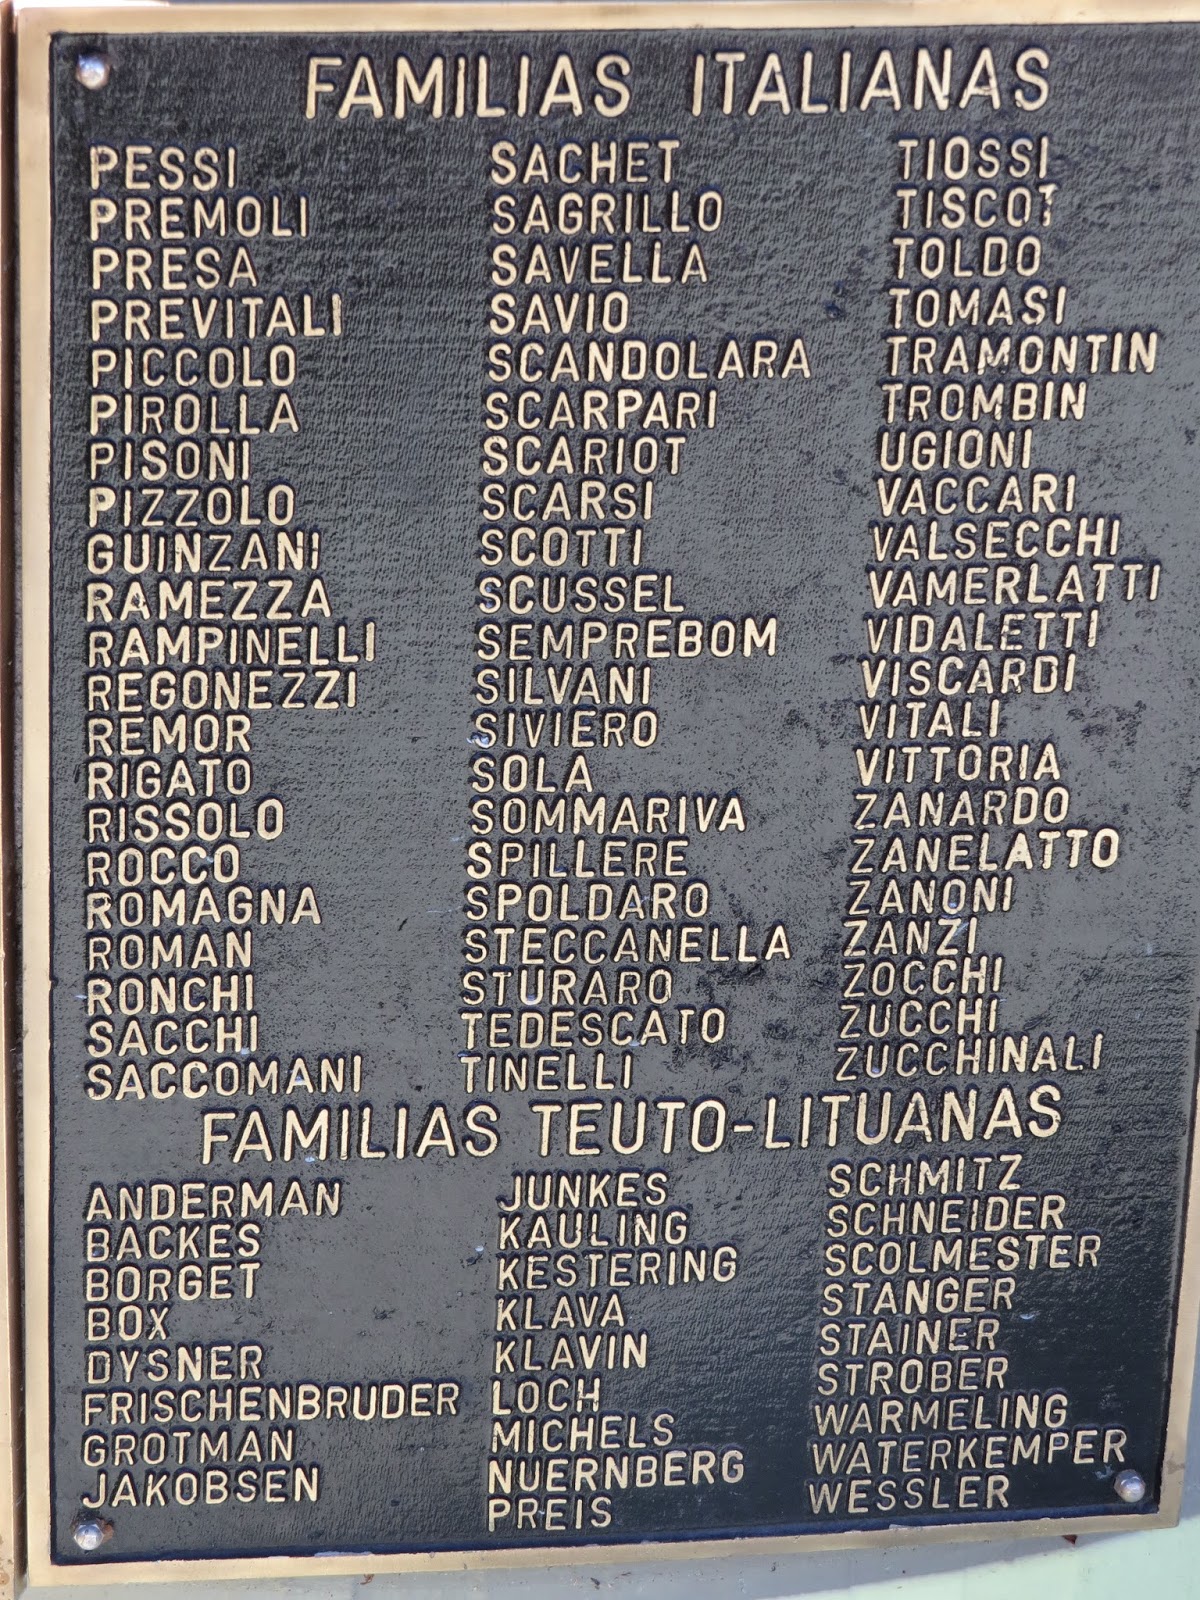 FAMILIAS ITALIANAS
PESSI
PREMOLI
PRESA
PREVITALI
PICCOLO
PIROLLA
PISONI
PIZZOLO
GUINZANI
RAMEZZA
RAMPINELLI
REGONEZZI
REMOR
RIGATO
RISSOLO
ROCCO
ROMAGNA
ROMAN
RONCHI
SACCHI
SACCOMANI
SACHET
SAGRILLO
SAVELLA
SAVIO
SCANDOLARA
SCARPARI
SCARIOT
SCARSI
SCOTTI
SCUSSEL
SEMPREBOM
SILVANI
SIVIERO
SOLA
SOMMARIVA
SPILLERE
SPOLDARO
STECCANELLA
STURARO
TEDESCATO
TINELLI
TIOSSI
TISCOT
TOLDO
TOMASI
TRAMONTIN
TROMBIN
UGIONI
VACCARI
VALSECCHI
VAMERLATTI
VIDALETTI
VISCARDI
VITALI
VITTORIA
ZANARDO
ZANELATTO
ZANONI
ZANZI
ZOCCHI
ZUCCHI
ZUCCHINALI
FAMILIAS TEUTO-LITUANAS
ANDERMAN
BACKES
BORGET
BOX
DYSNER
FRISCHENBRUDER
GROTMAN
JAKOBSEN
JUNKES
KAULING
KESTERING
KLAVA
KLAVIN
LOCH
MICHELS
NUERNBERG
PREIS
SCHMITZ
SCHNEIDER
SCOLMESTER
STANGER
STAINER
STROBER
WARMELING
WATERKEMPER
WESSLER